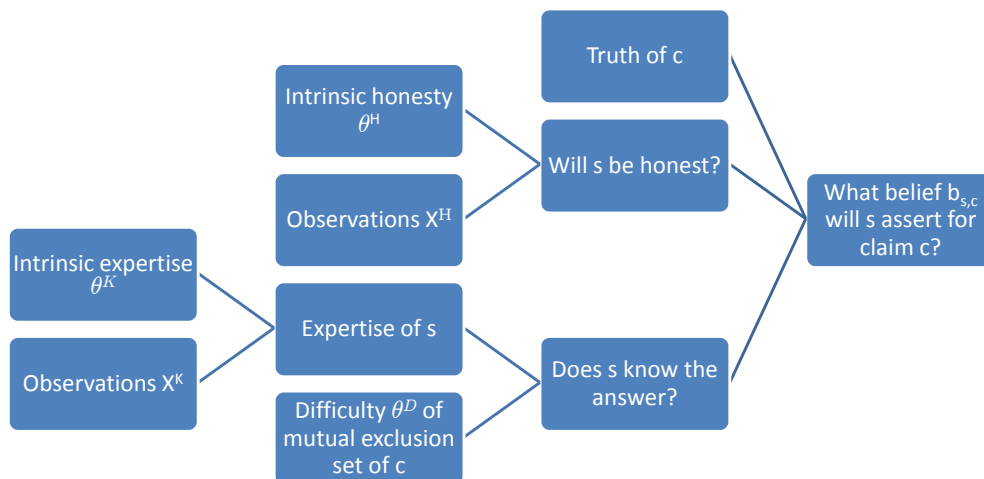 Truth of c
Intrinsic honesty
θᴴ
Will s be honest?
Observations Xᴴ
What belief bₛ,꜀
will s assert for
claim c?
Intrinsic expertise
θᴷ
Observations Xᴷ
Expertise of s
Does s know the
answer?
Difficulty θᴰ of
mutual exclusion
set of c